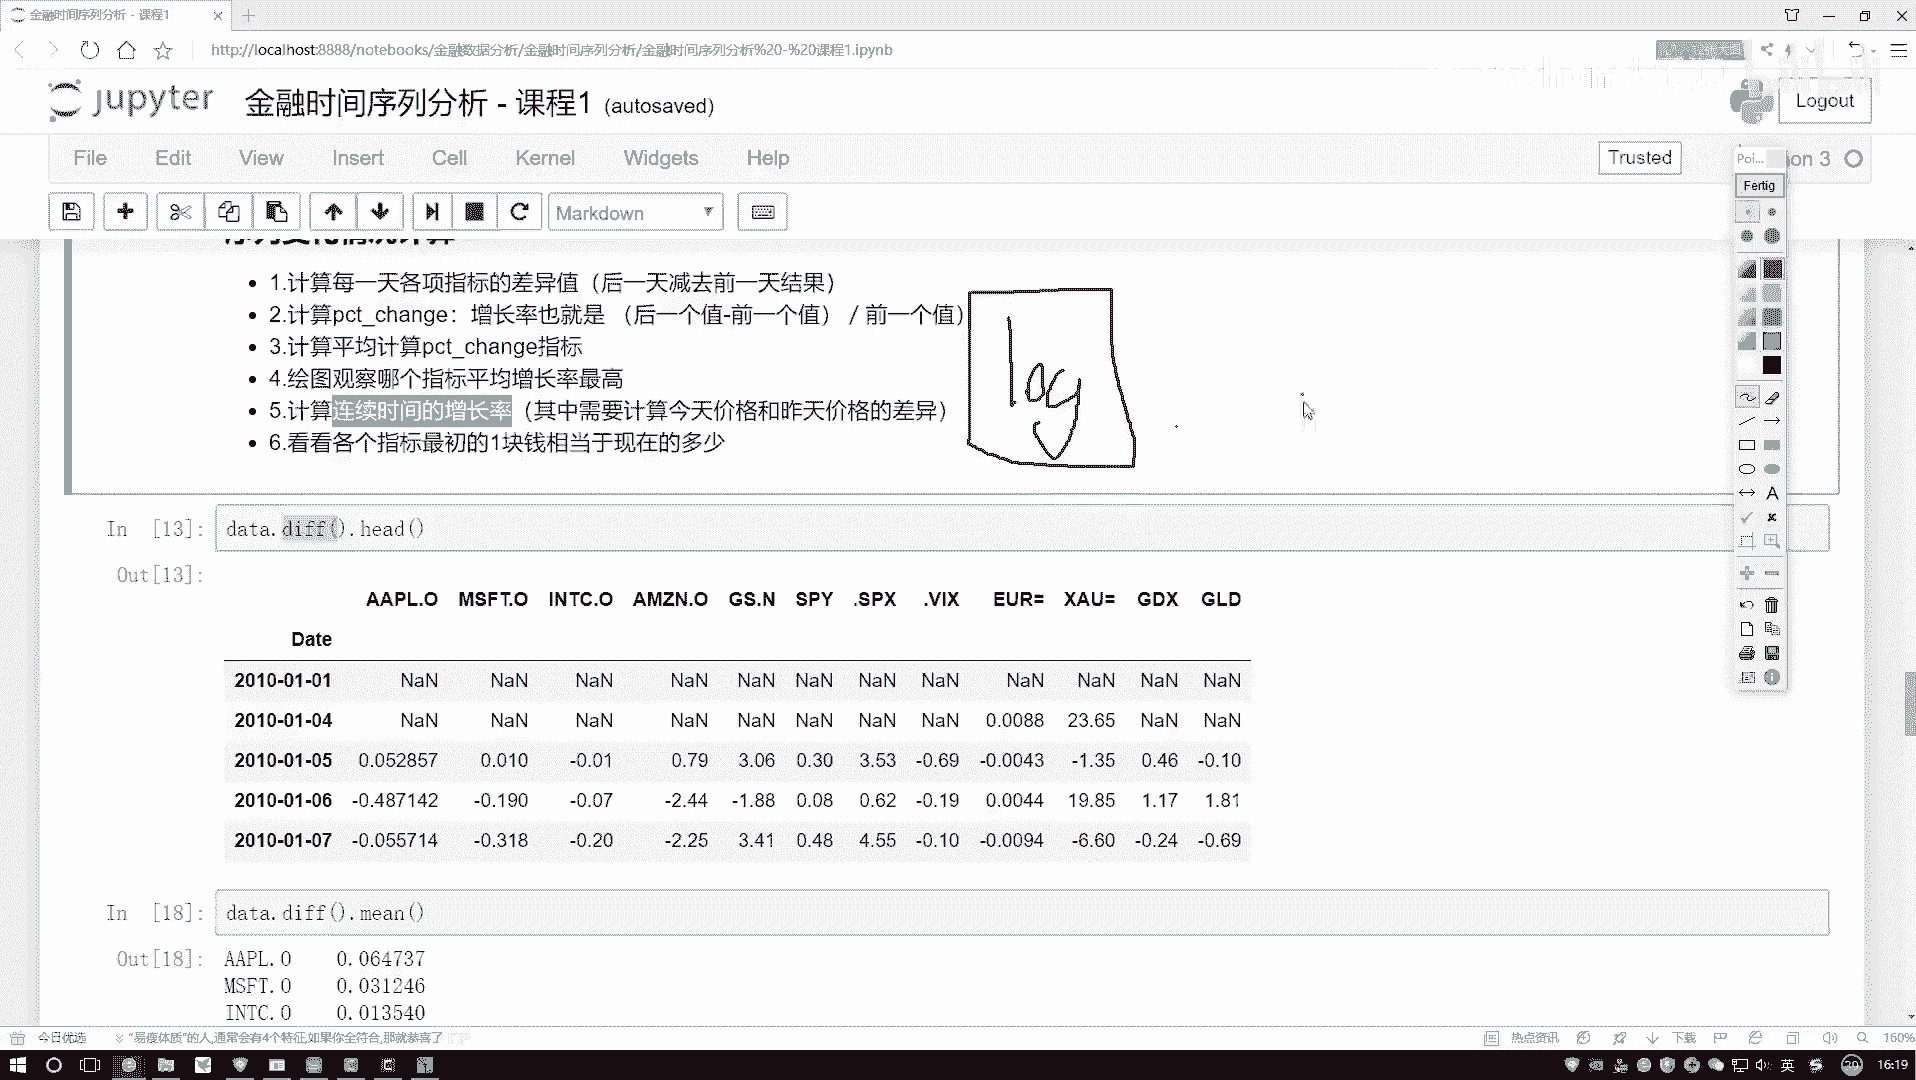 金融时间序列分析 - 课程1
http://localhost:8888/notebooks/金融数据分析/金融时间序列分析/金融时间序列分析%20-%20课程1.ipynb
jupyter 金融时间序列分析 - 课程1 (autosaved)
Logout
File Edit View Insert Cell Kernel Widgets Help
Trusted
on 3
Poi...
Fertig
Markdown
序列变化情况计算
1.计算每一天各项指标的差异值（后一天减去前一天结果）
2.计算pct_change：增长率也就是 （后一个值-前一个值） / 前一个值）
3.计算平均计算pct_change指标
4.绘图观察哪个指标平均增长率最高
5.计算连续时间的增长率（其中需要计算今天价格和昨天价格的差异）
6.看看各个指标最初的1块钱相当于现在的多少
log
In [13]: data.diff().head()
Out[13]:
AAPL.O MSFT.O INTC.O AMZN.O GS.N SPY .SPX .VIX EUR= XAU= GDX GLD
Date
2010-01-01 NaN NaN NaN NaN NaN NaN NaN NaN NaN NaN NaN NaN
2010-01-04 NaN NaN NaN NaN NaN NaN NaN NaN 0.0088 23.65 NaN NaN
2010-01-05 0.052857 0.010 -0.01 0.79 3.06 0.30 3.53 -0.69 -0.0043 -1.35 0.46 -0.10
2010-01-06 -0.487142 -0.190 -0.07 -2.44 -1.88 0.08 0.62 -0.19 0.0044 19.85 1.17 1.81
2010-01-07 -0.055714 -0.318 -0.20 -2.25 3.41 0.48 4.55 -0.10 -0.0094 -6.60 -0.24 -0.69
In [18]: data.diff().mean()
Out[18]: AAPL.O 0.064737
MSFT.O 0.031246
INTC.O 0.013540
今日优选 “易瘦体质”的人,通常会有4个特征,如果你全符合,那就恭喜了
热点资讯 下载 160%
英 20 16:19